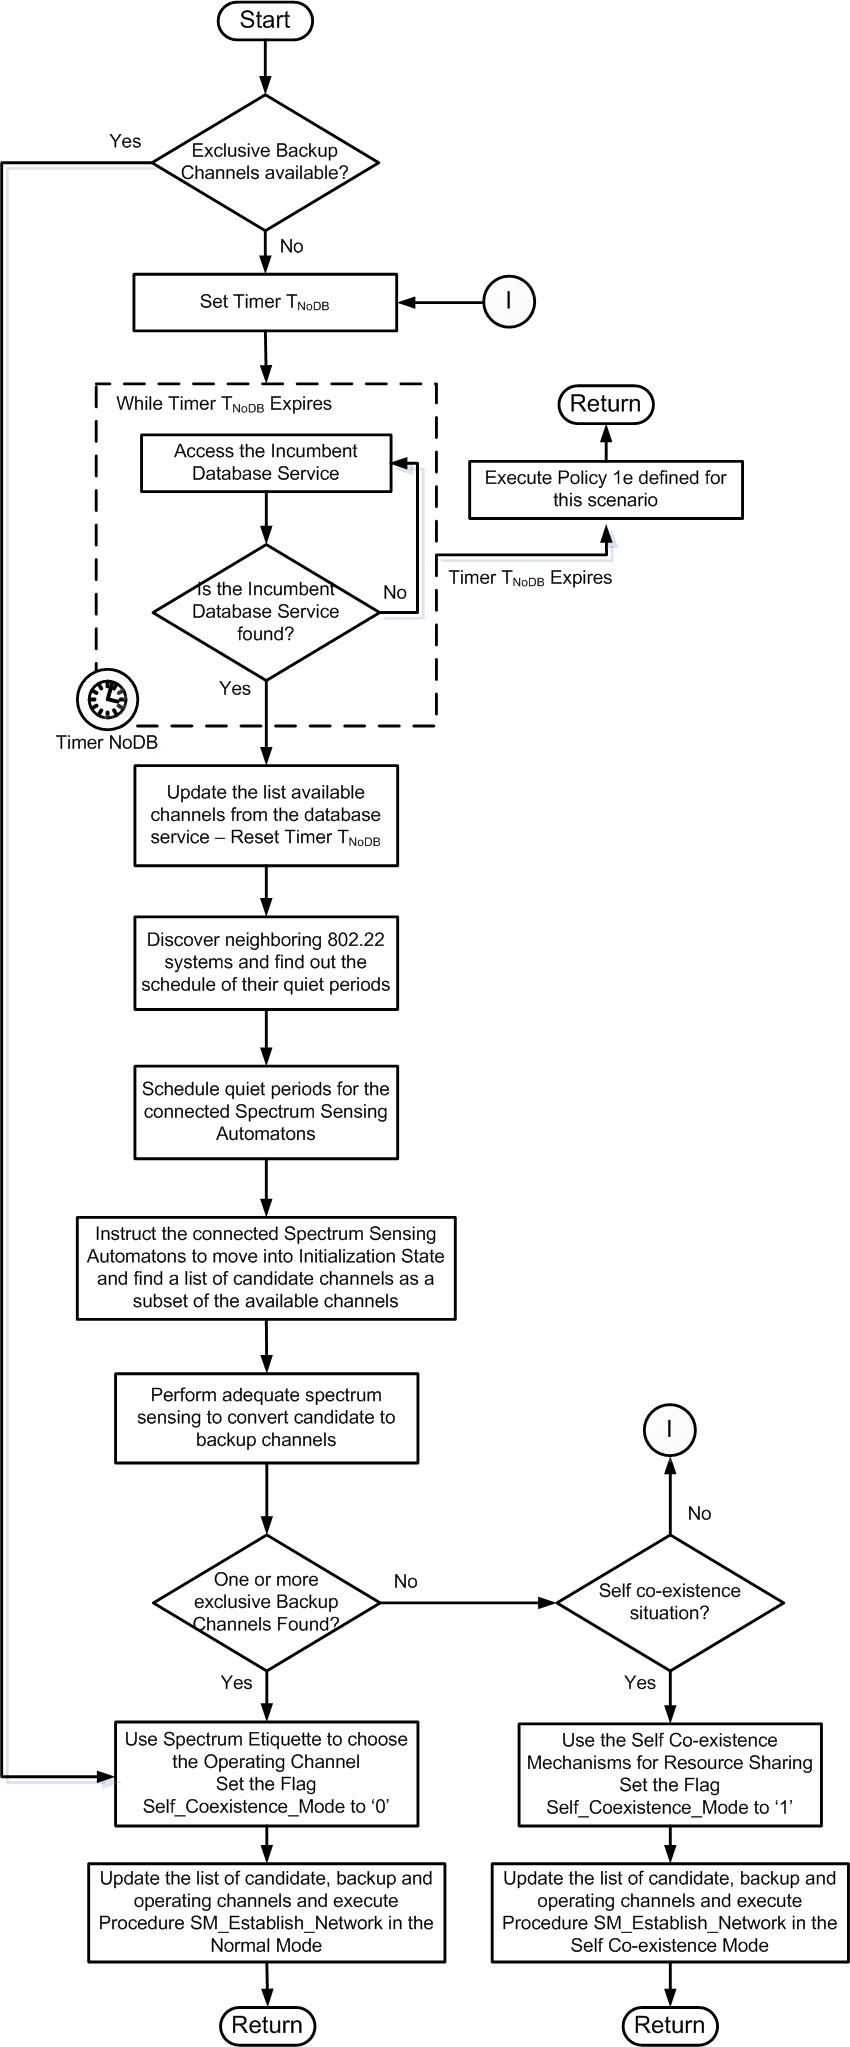 Start
Yes
Exclusive Backup
Channels available?
No
Set Timer TNoDB
I
While Timer TNoDB Expires
Access the Incumbent
Database Service
Is the Incumbent
Database Service
found?
No
Yes
Timer NoDB
Return
Execute Policy 1e defined for
this scenario
Timer TNoDB Expires
Update the list available
channels from the database
service – Reset Timer TNoDB
Discover neighboring 802.22
systems and find out the
schedule of their quiet periods
Schedule quiet periods for the
connected Spectrum Sensing
Automatons
Instruct the connected Spectrum Sensing
Automatons to move into Initialization State
and find a list of candidate channels as a
subset of the available channels
Perform adequate spectrum
sensing to convert candidate to
backup channels
One or more
exclusive Backup
Channels Found?
No
Yes
I
No
Self co-existence
situation?
Yes
Use Spectrum Etiquette to choose
the Operating Channel
Set the Flag
Self_Coexistence_Mode to ‘0’
Use the Self Co-existence
Mechanisms for Resource Sharing
Set the Flag
Self_Coexistence_Mode to ‘1’
Update the list of candidate, backup and
operating channels and execute
Procedure SM_Establish_Network in the
Normal Mode
Update the list of candidate, backup and
operating channels and execute
Procedure SM_Establish_Network in the
Self Co-existence Mode
Return
Return